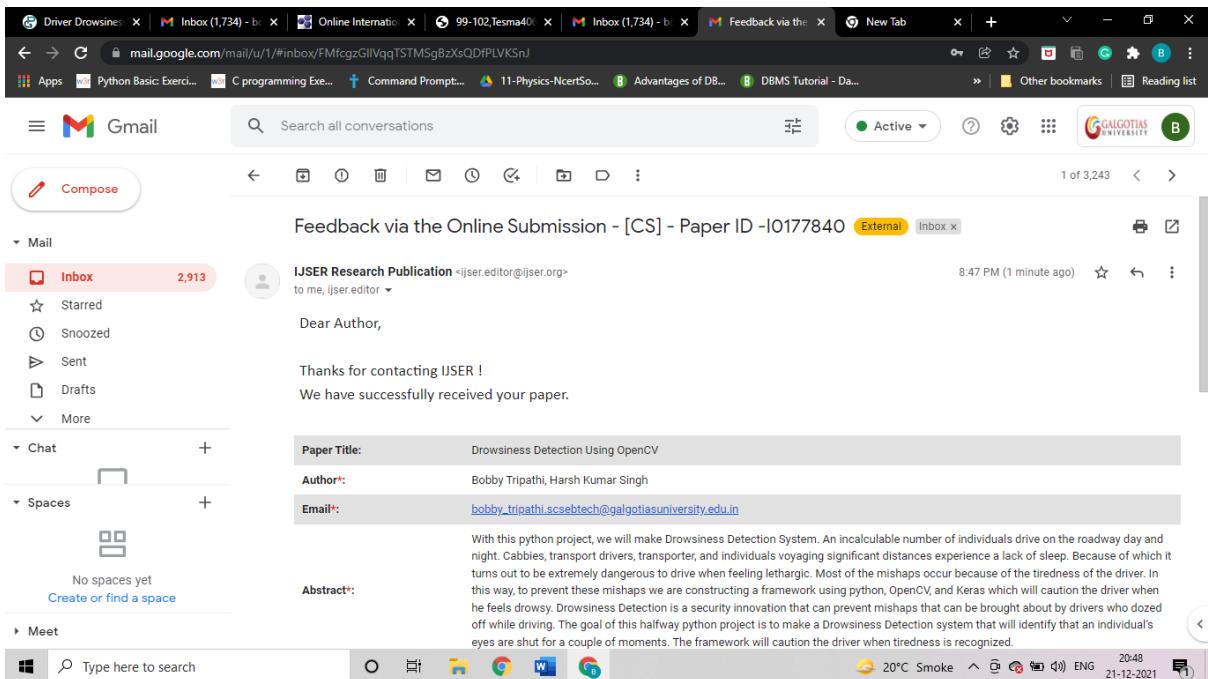 Driver Drowsines
Inbox (1,734) - bc
Online Internatio
99-102,Tesma40
Inbox (1,734) - bc
Feedback via the
New Tab
mail.google.com/mail/u/1/#inbox/FMfcgzGllVqqTSTMSgBzXsQDfPLVKSnJ
Apps
Python Basic: Exerci...
C programming Exe...
Command Prompt:...
11-Physics-NcertSo...
Advantages of DB...
DBMS Tutorial - Da...
»
Other bookmarks
Reading list
Gmail
Search all conversations
Active
GALGOTIAS
UNIVERSITY
B
Compose
1 of 3,243
Feedback via the Online Submission - [CS] - Paper ID -I0177840 External Inbox x
Mail
Inbox 2,913
Starred
Snoozed
Sent
Drafts
More
Chat +
Spaces +
No spaces yet
Create or find a space
Meet
IJSER Research Publication <ijser.editor@ijser.org>
8:47 PM (1 minute ago)
to me, ijser.editor
Dear Author,
Thanks for contacting IJSER !
We have successfully received your paper.
Paper Title: Drowsiness Detection Using OpenCV
Author*: Bobby Tripathi, Harsh Kumar Singh
Email*: bobby_tripathi.scsebtech@galgotiasuniversity.edu.in
Abstract*:
With this python project, we will make Drowsiness Detection System. An incalculable number of individuals drive on the roadway day and
night. Cabbies, transport drivers, transporter, and individuals voyaging significant distances experience a lack of sleep. Because of which it
turns out to be extremely dangerous to drive when feeling lethargic. Most of the mishaps occur because of the tiredness of the driver. In
this way, to prevent these mishaps we are constructing a framework using python, OpenCV, and Keras which will caution the driver when
he feels drowsy. Drowsiness Detection is a security innovation that can prevent mishaps that can be brought about by drivers who dozed
off while driving. The goal of this halfway python project is to make a Drowsiness Detection system that will identify that an individual's
eyes are shut for a couple of moments. The framework will caution the driver when tiredness is recognized.
Type here to search
20°C Smoke
ENG
20:48
21-12-2021